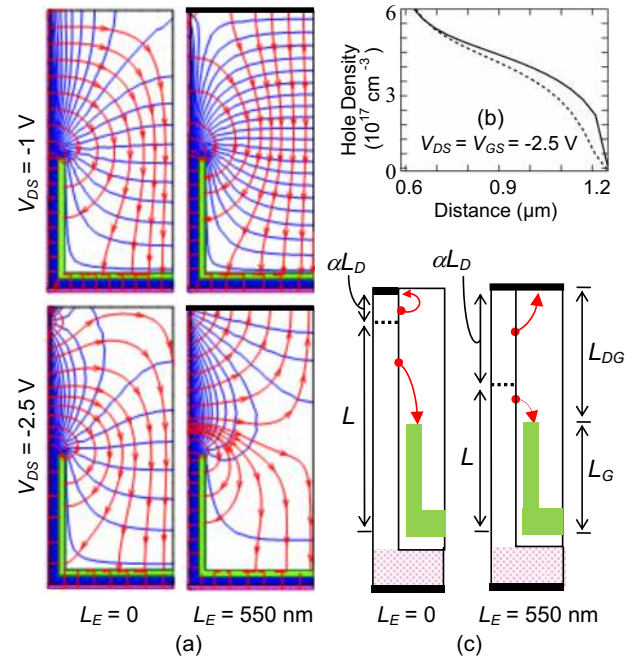 V_DS = -1 V
V_DS = -2.5 V
L_E = 0
L_E = 550 nm
(a)
Hole Density
(10^17 cm^-3)
6
3
0
(b)
V_DS = V_GS = -2.5 V
0.6
0.9
1.2
Distance (µm)
αL_D
αL_D
L
L
L_DG
L_G
L_E = 0
L_E = 550 nm
(c)